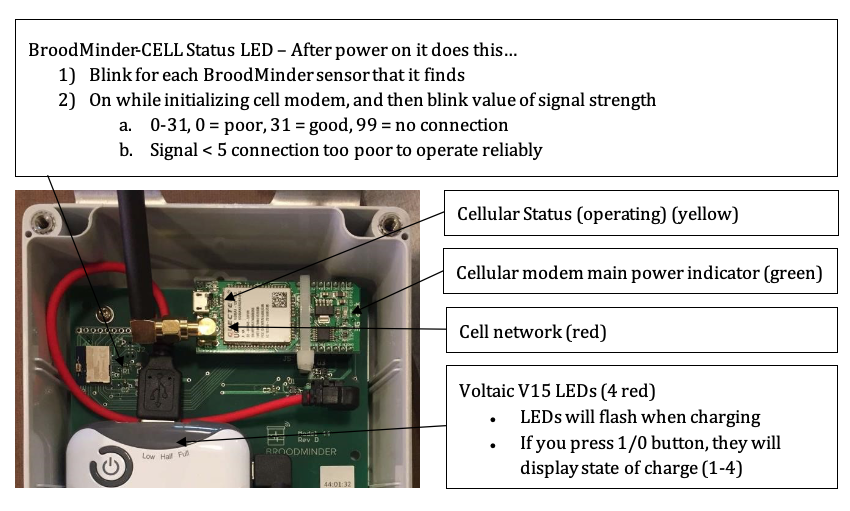 BroodMinder-CELL Status LED – After power on it does this…
1) Blink for each BroodMinder sensor that it finds
2) On while initializing cell modem, and then blink value of signal strength
a. 0-31, 0 = poor, 31 = good, 99 = no connection
b. Signal < 5 connection too poor to operate reliably
Cellular Status (operating) (yellow)
Cellular modem main power indicator (green)
Cell network (red)
Voltaic V15 LEDs (4 red)
• LEDs will flash when charging
• If you press 1/0 button, they will
display state of charge (1-4)
QUECTEL
Model 54
Rev D
BROODMINDER
Low Half Full
44:01:32